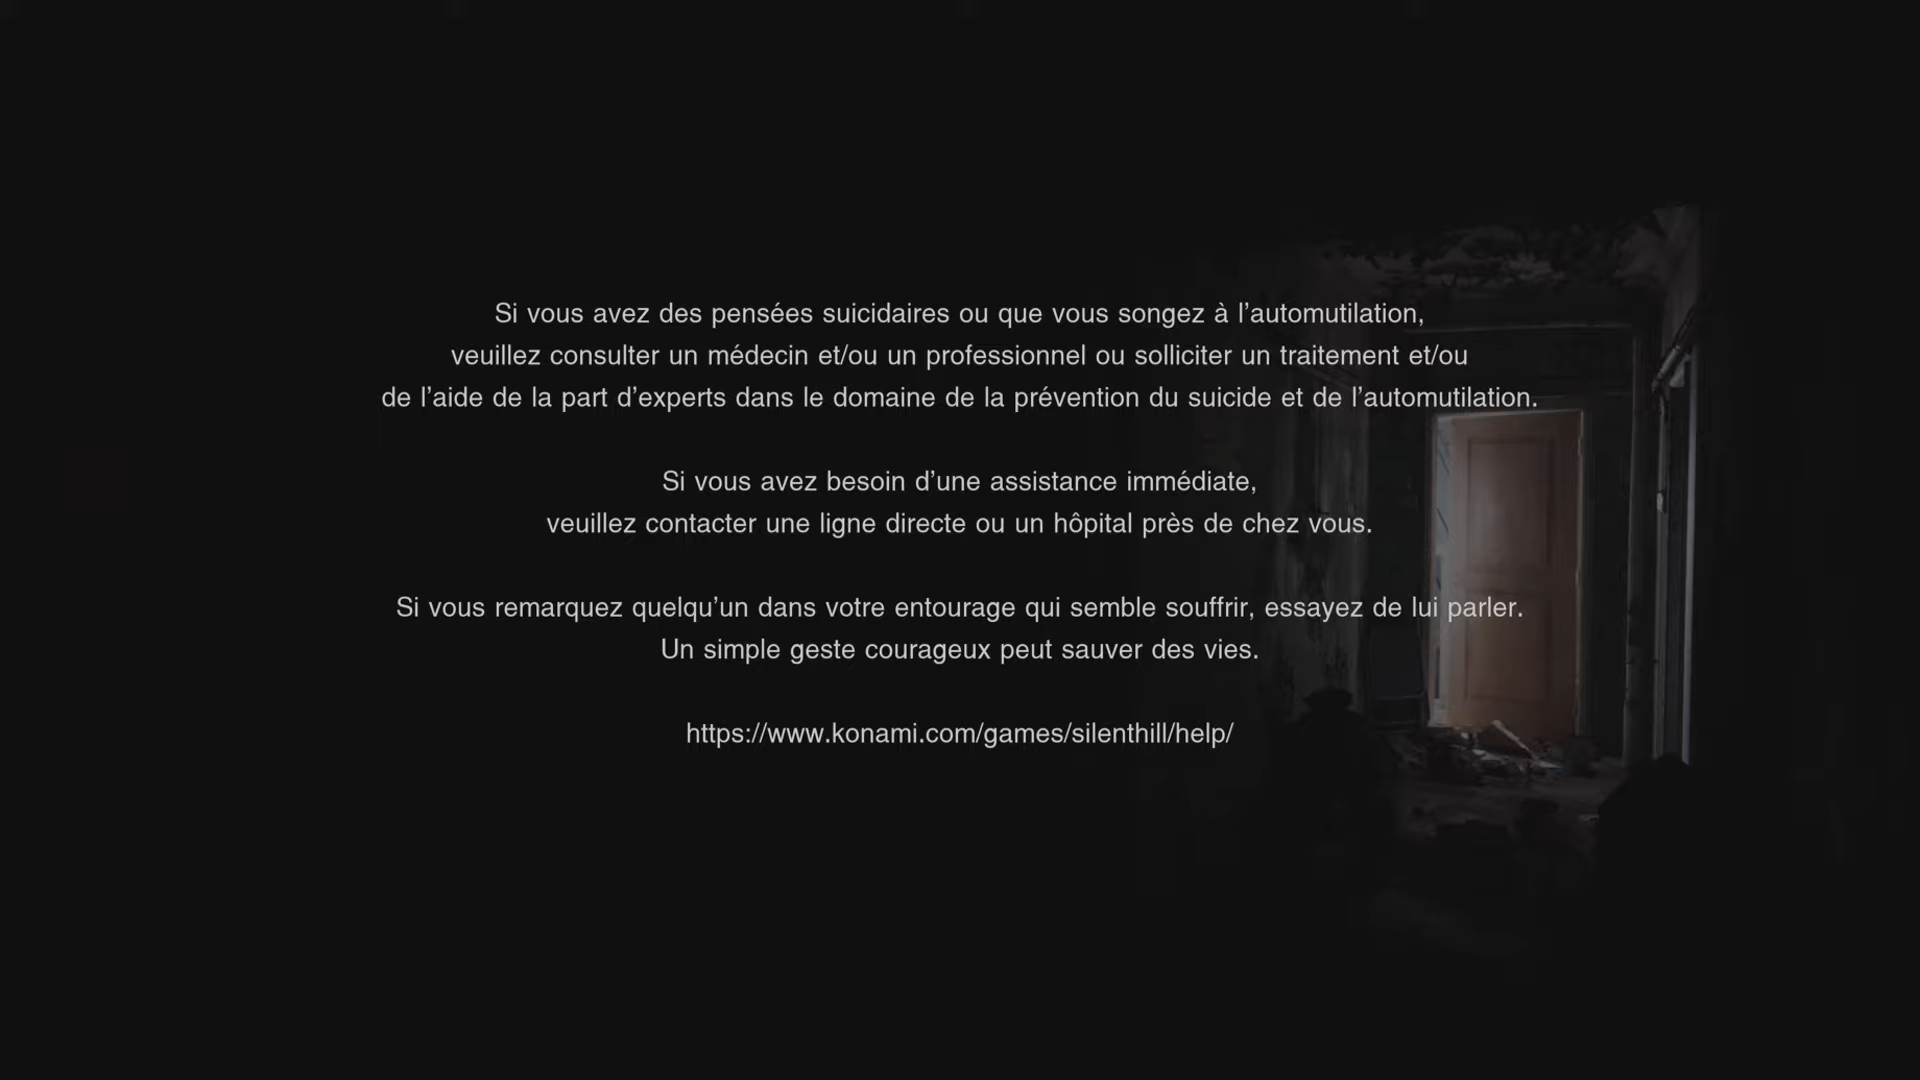 Si vous avez des pensées suicidaires ou que vous songez à l’automutilation,
veuillez consulter un médecin et/ou un professionnel ou solliciter un traitement et/ou
de l’aide de la part d’experts dans le domaine de la prévention du suicide et de l’automutilation.
Si vous avez besoin d’une assistance immédiate,
veuillez contacter une ligne directe ou un hôpital près de chez vous.
Si vous remarquez quelqu’un dans votre entourage qui semble souffrir, essayez de lui parler.
Un simple geste courageux peut sauver des vies.
https://www.konami.com/games/silenthill/help/